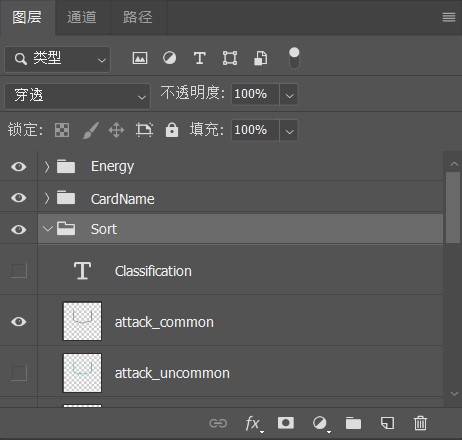 图层 通道 路径
类型
穿透 不透明度: 100%
锁定: 填充: 100%
Energy
CardName
Sort
Classification
attack_common
attack_uncommon
fx